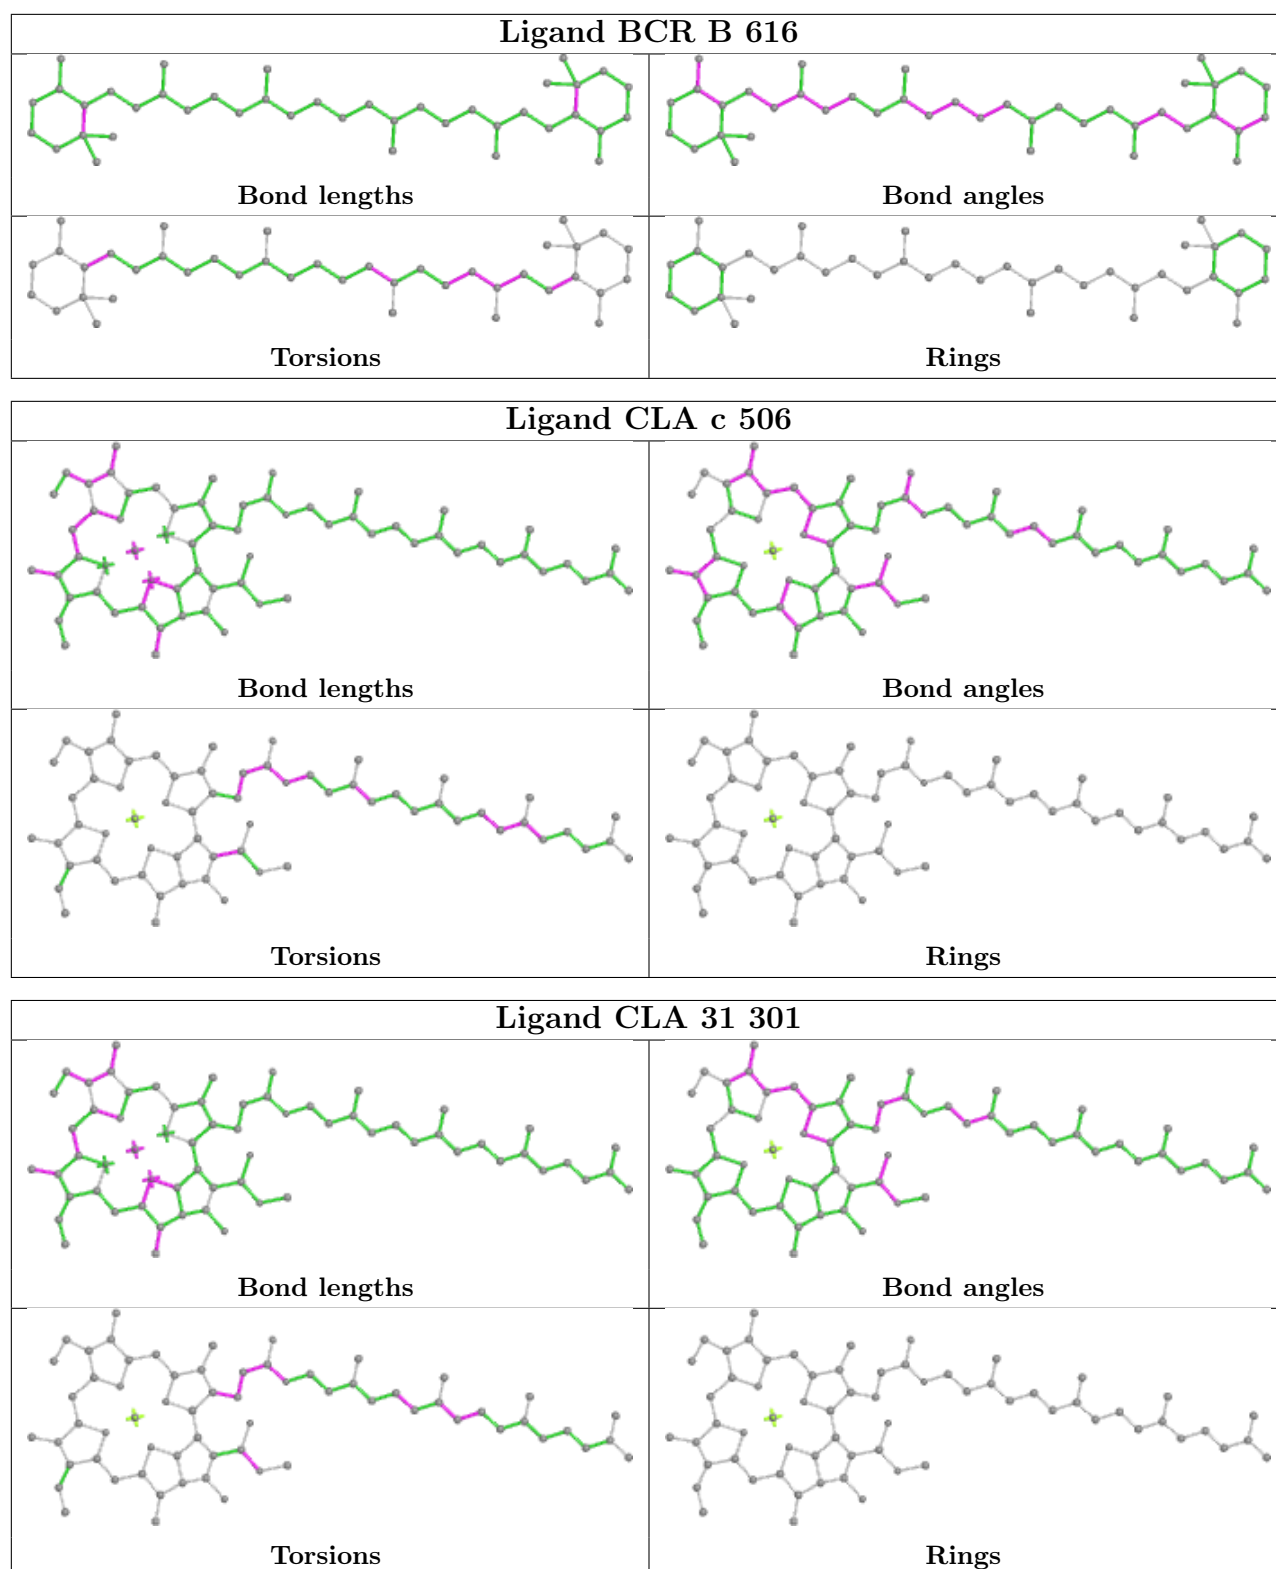 Ligand BCR B 616
Bond lengths
Bond angles
Torsions
Rings
Ligand CLA c 506
Bond lengths
Bond angles
Torsions
Rings
Ligand CLA 31 301
Bond lengths
Bond angles
Torsions
Rings